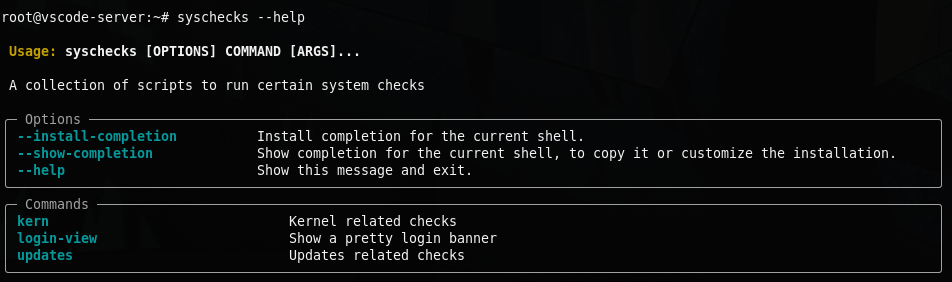 root@vscode-server:~# syschecks --help
Usage: syschecks [OPTIONS] COMMAND [ARGS]...
A collection of scripts to run certain system checks
Options
--install-completion Install completion for the current shell.
--show-completion Show completion for the current shell, to copy it or customize the installation.
--help Show this message and exit.
Commands
kern Kernel related checks
login-view Show a pretty login banner
updates Updates related checks